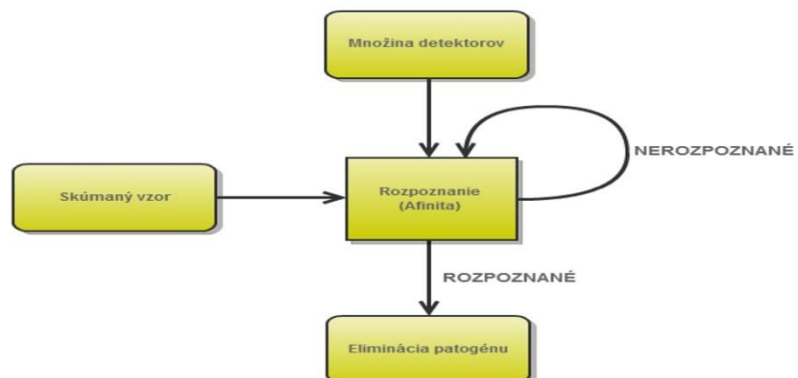 Množina detektorov
NEROZPOZNANÉ
Skúmaný vzor
Rozpoznanie
(Afinita)
ROZPOZNANÉ
Eliminácia patogénu